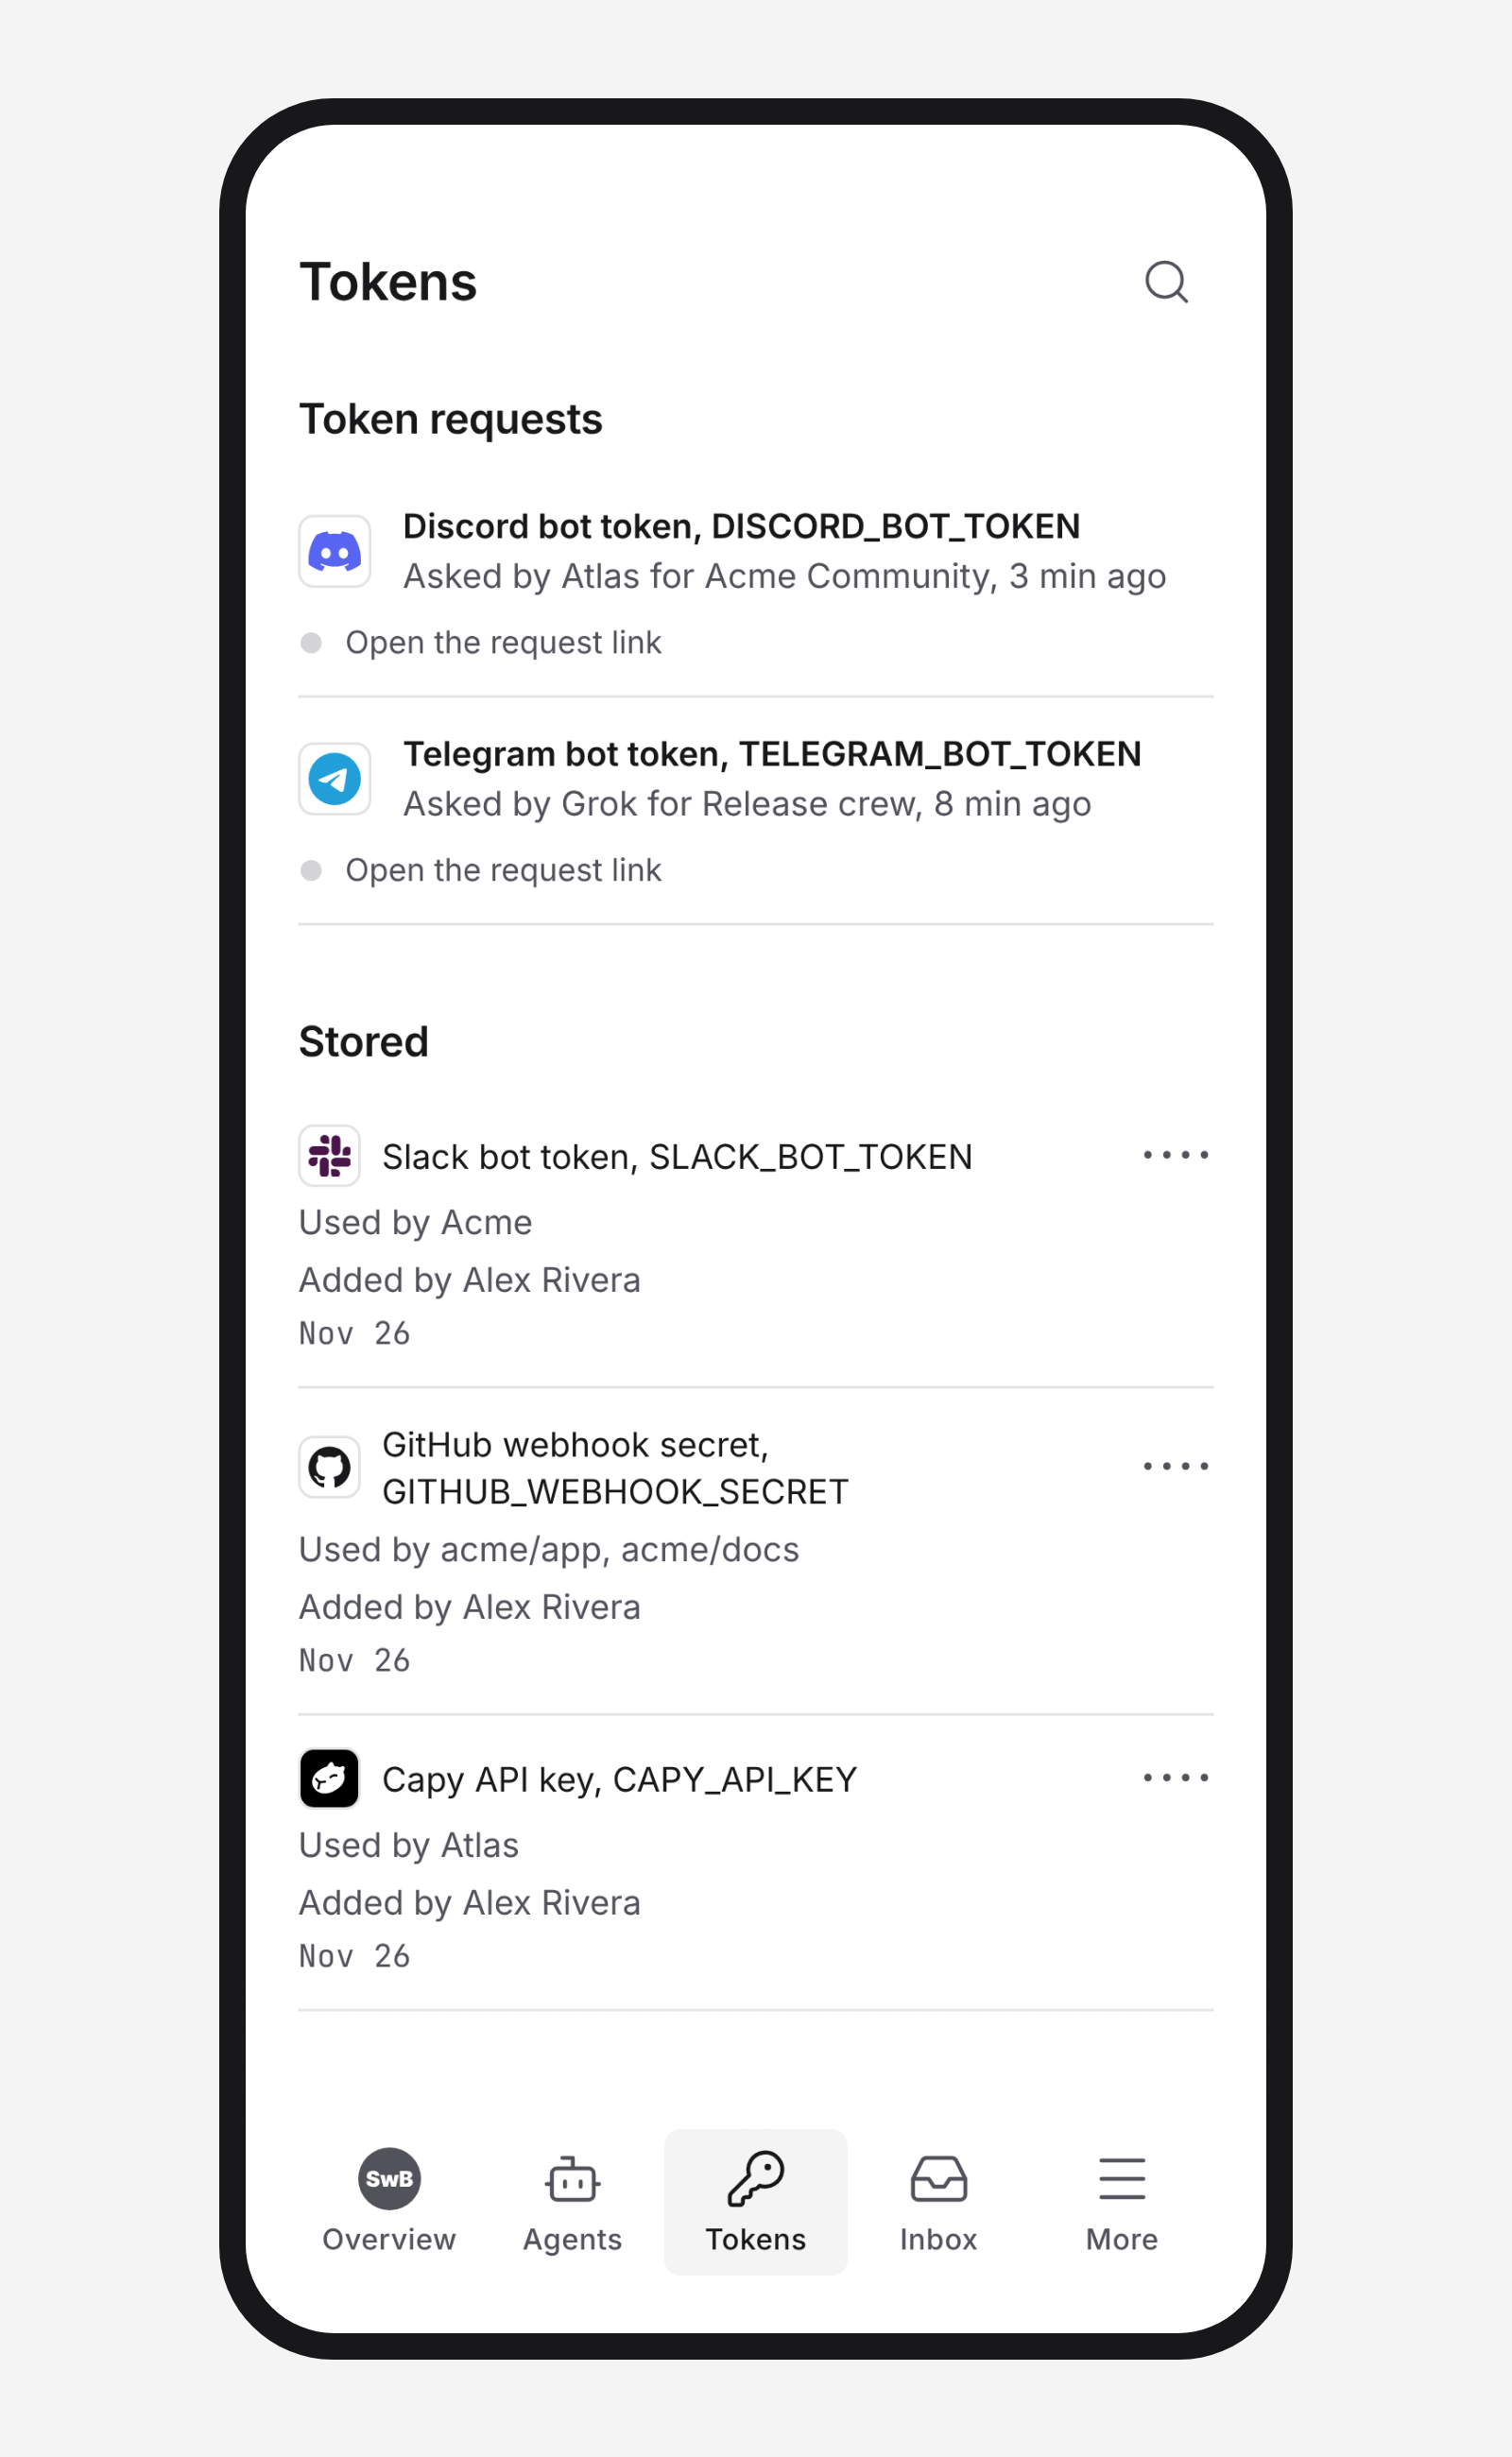 Tokens
Token requests
Discord bot token, DISCORD_BOT_TOKEN
Asked by Atlas for Acme Community, 3 min ago
Open the request link
Telegram bot token, TELEGRAM_BOT_TOKEN
Asked by Grok for Release crew, 8 min ago
Open the request link
Stored
Slack bot token, SLACK_BOT_TOKEN
Used by Acme
Added by Alex Rivera
Nov 26
GitHub webhook secret,
GITHUB_WEBHOOK_SECRET
Used by acme/app, acme/docs
Added by Alex Rivera
Nov 26
Capy API key, CAPY_API_KEY
Used by Atlas
Added by Alex Rivera
Nov 26
SwB
Overview
Agents
Tokens
Inbox
More